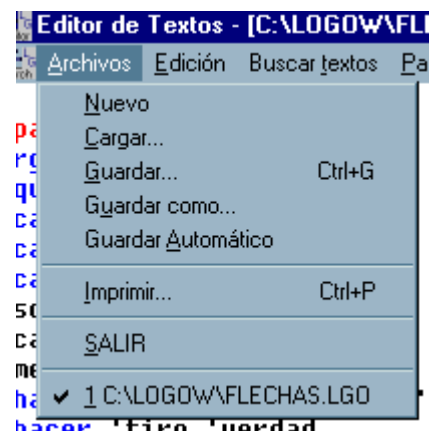 Editor de Textos - [C:\LOGOW\FLE
Archivos Edición Buscar textos Pa
Nuevo
Cargar...
Guardar... Ctrl+G
Guardar como...
Guardar Automático
Imprimir... Ctrl+P
SALIR
✓ 1 C:\LOGOW\FLECHAS.LGO
hacer 'tiro 'verdad